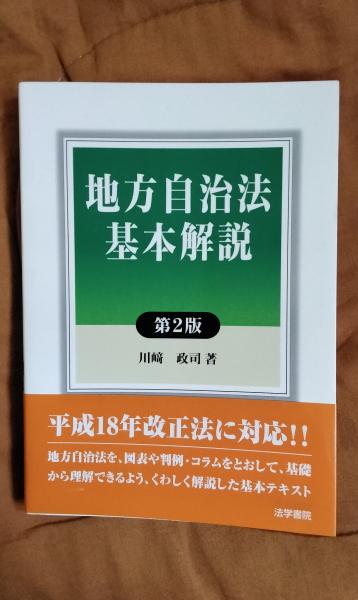 地方自治法
基本解説
第2版
川﨑 政司 著
平成18年改正法に対応!!
地方自治法を、図表や判例・コラムをとおして、基礎
から理解できるよう、くわしく解説した基本テキスト
法学書院